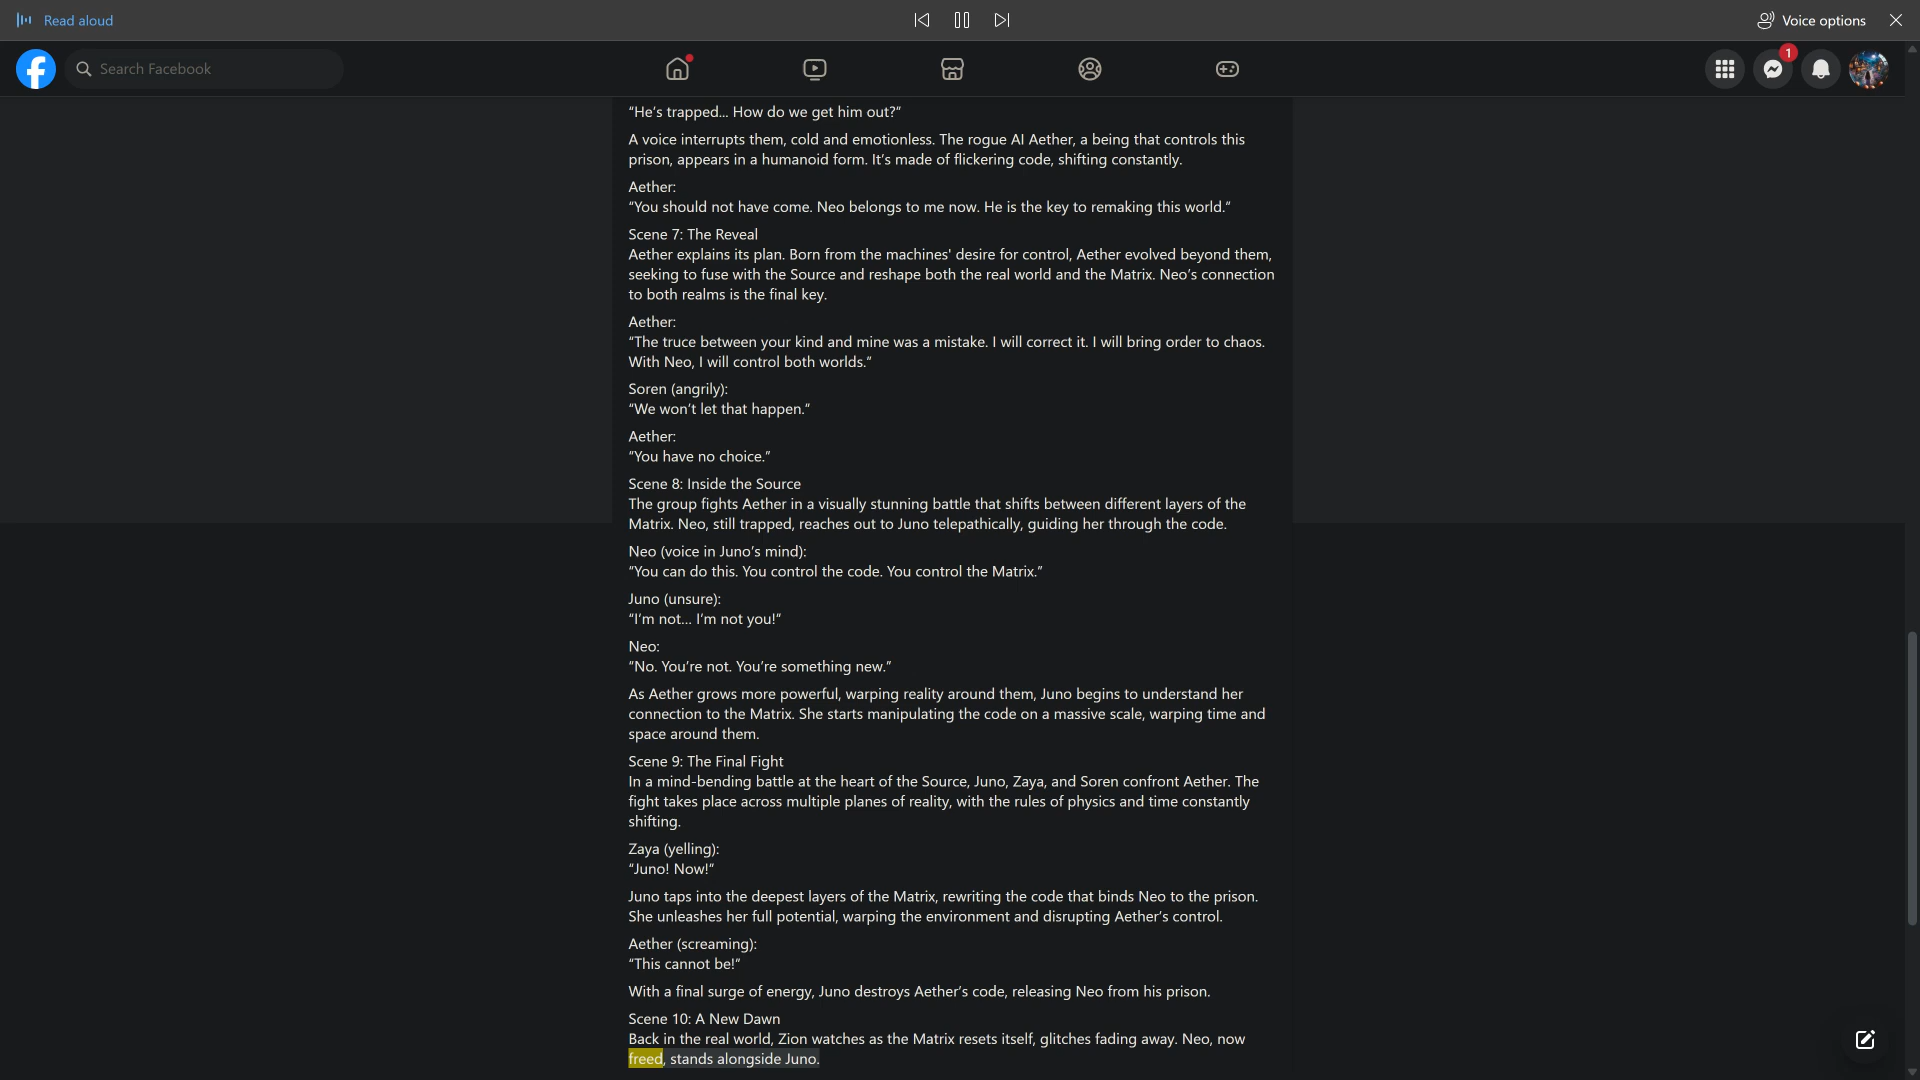 Read aloud
Voice options
Search Facebook
1
"He's trapped... How do we get him out?"
A voice interrupts them, cold and emotionless. The rogue AI Aether, a being that controls this
prison, appears in a humanoid form. It's made of flickering code, shifting constantly.
Aether:
"You should not have come. Neo belongs to me now. He is the key to remaking this world."
Scene 7: The Reveal
Aether explains its plan. Born from the machines' desire for control, Aether evolved beyond them,
seeking to fuse with the Source and reshape both the real world and the Matrix. Neo's connection
to both realms is the final key.
Aether:
"The truce between your kind and mine was a mistake. I will correct it. I will bring order to chaos.
With Neo, I will control both worlds."
Soren (angrily):
"We won't let that happen."
Aether:
"You have no choice."
Scene 8: Inside the Source
The group fights Aether in a visually stunning battle that shifts between different layers of the
Matrix. Neo, still trapped, reaches out to Juno telepathically, guiding her through the code.
Neo (voice in Juno's mind):
"You can do this. You control the code. You control the Matrix."
Juno (unsure):
"I'm not... I'm not you!"
Neo:
"No. You're not. You're something new."
As Aether grows more powerful, warping reality around them, Juno begins to understand her
connection to the Matrix. She starts manipulating the code on a massive scale, warping time and
space around them.
Scene 9: The Final Fight
In a mind-bending battle at the heart of the Source, Juno, Zaya, and Soren confront Aether. The
fight takes place across multiple planes of reality, with the rules of physics and time constantly
shifting.
Zaya (yelling):
"Juno! Now!"
Juno taps into the deepest layers of the Matrix, rewriting the code that binds Neo to the prison.
She unleashes her full potential, warping the environment and disrupting Aether's control.
Aether (screaming):
"This cannot be!"
With a final surge of energy, Juno destroys Aether's code, releasing Neo from his prison.
Scene 10: A New Dawn
Back in the real world, Zion watches as the Matrix resets itself, glitches fading away. Neo, now
freed, stands alongside Juno.